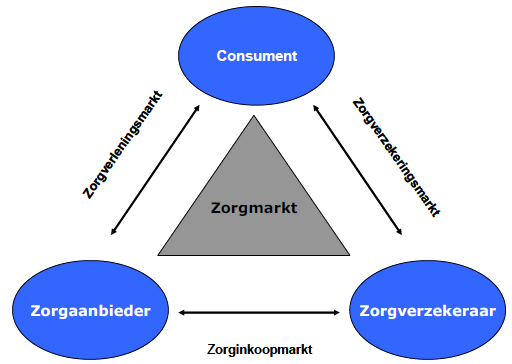 Consument
Zorgverleningsmarkt
Zorgverzekeringsmarkt
Zorgmarkt
Zorgaanbieder
Zorgverzekeraar
Zorginkoopmarkt